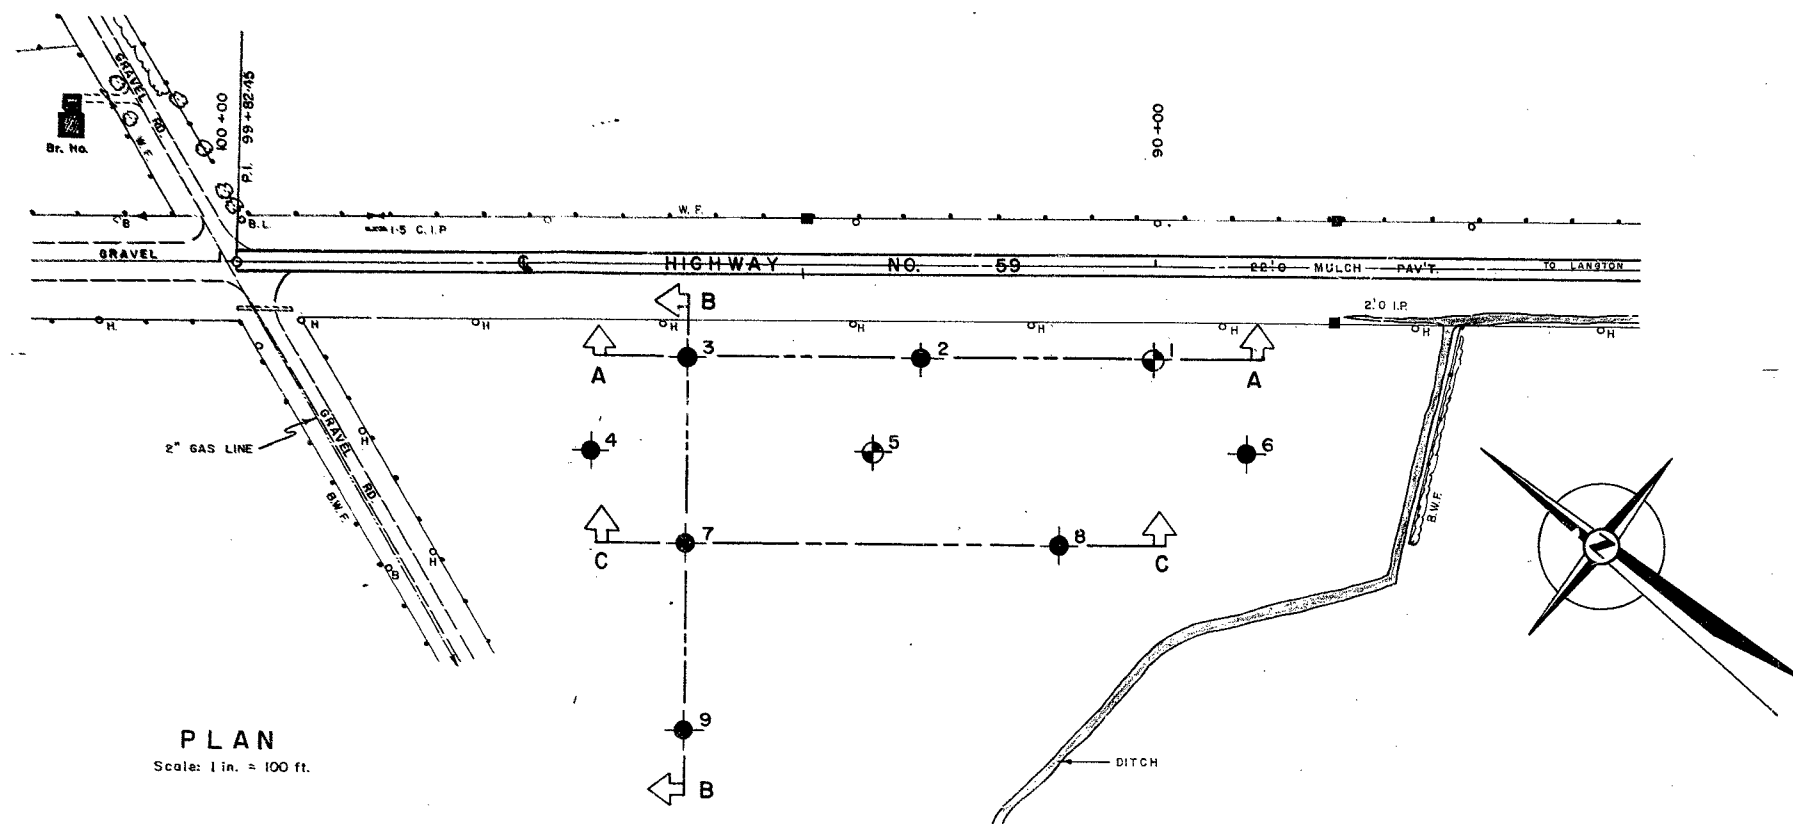 GRAVEL RD.
100+00
P.I. 99+82.45
90+00
Br. Ho.
W.F.
B
B.L.
W. F.
1·5 C.I.P
GRAVEL
HIGHWAY NO. 59
22'0 MULCH PAV'T.
TO LANGTON
2'0 I.P.
B
H
H
H
H
H
H
H
H
H
3
2
1
A
A
GRAVEL RD.
H
2" GAS LINE
4
5
6
B.W.F.
B.W.F.
7
8
C
C
H
B
N
9
PLAN
Scale: 1 in. = 100 ft.
DITCH
B